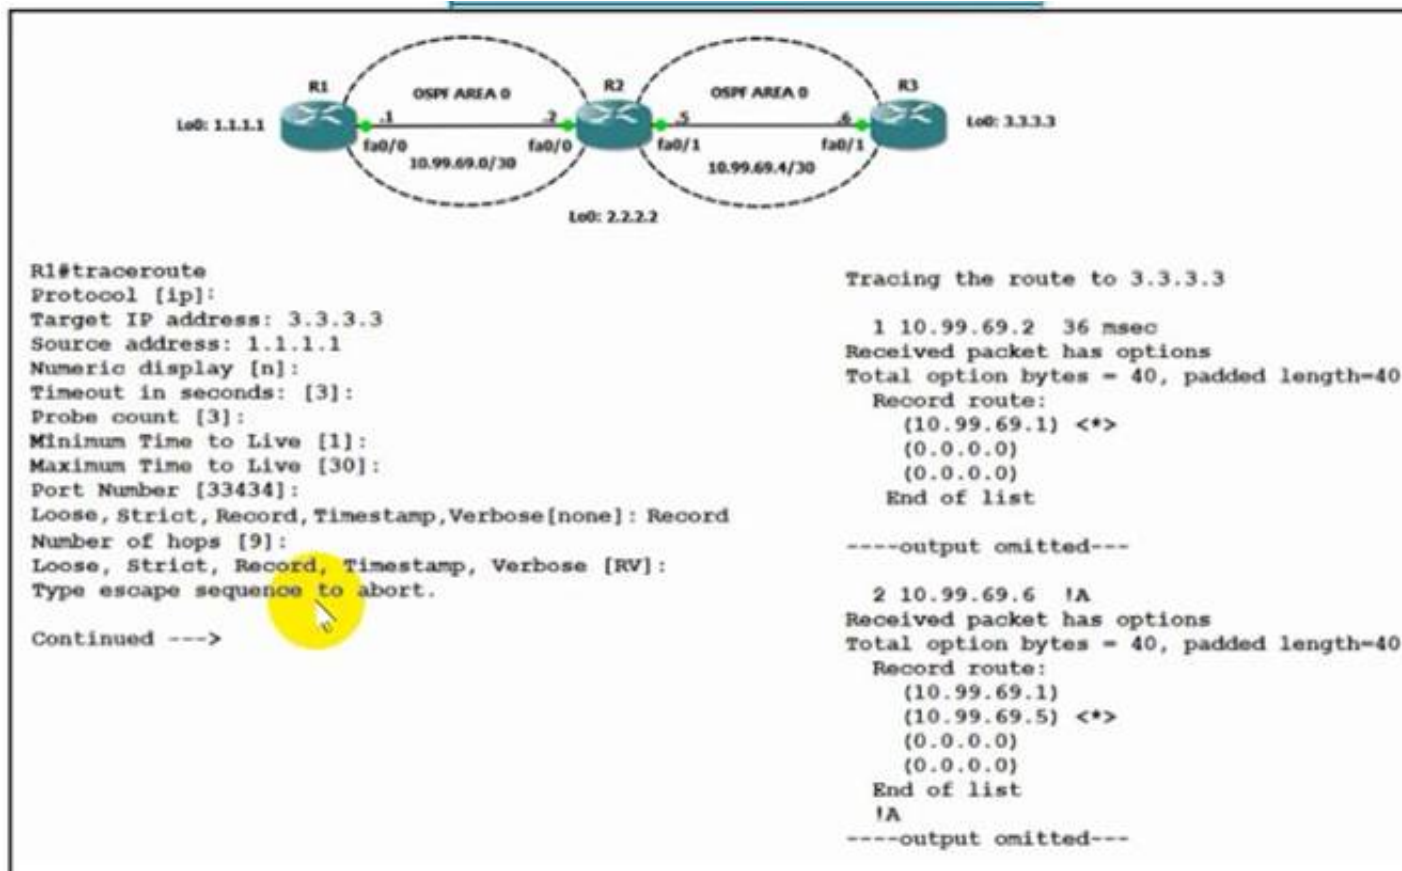 R1
R2
R3
OSPF AREA 0
OSPF AREA 0
Lo0: 1.1.1.1
.1
.2
.5
.6
Lo0: 3.3.3.3
fa0/0
fa0/0
fa0/1
fa0/1
10.99.69.0/30
10.99.69.4/30
Lo0: 2.2.2.2
R1#traceroute
Protocol [ip]:
Target IP address: 3.3.3.3
Source address: 1.1.1.1
Numeric display [n]:
Timeout in seconds: [3]:
Probe count [3]:
Minimum Time to Live [1]:
Maximum Time to Live [30]:
Port Number [33434]:
Loose, Strict, Record, Timestamp, Verbose[none]: Record
Number of hops [9]:
Loose, Strict, Record, Timestamp, Verbose [RV]:
Type escape sequence to abort.
Continued --->
Tracing the route to 3.3.3.3
1 10.99.69.2 36 msec
Received packet has options
Total option bytes = 40, padded length=40
Record route:
(10.99.69.1) <*>
(0.0.0.0)
(0.0.0.0)
End of list
----output omitted---
2 10.99.69.6 !A
Received packet has options
Total option bytes = 40, padded length=40
Record route:
(10.99.69.1)
(10.99.69.5) <*>
(0.0.0.0)
(0.0.0.0)
End of list
!A
----output omitted---